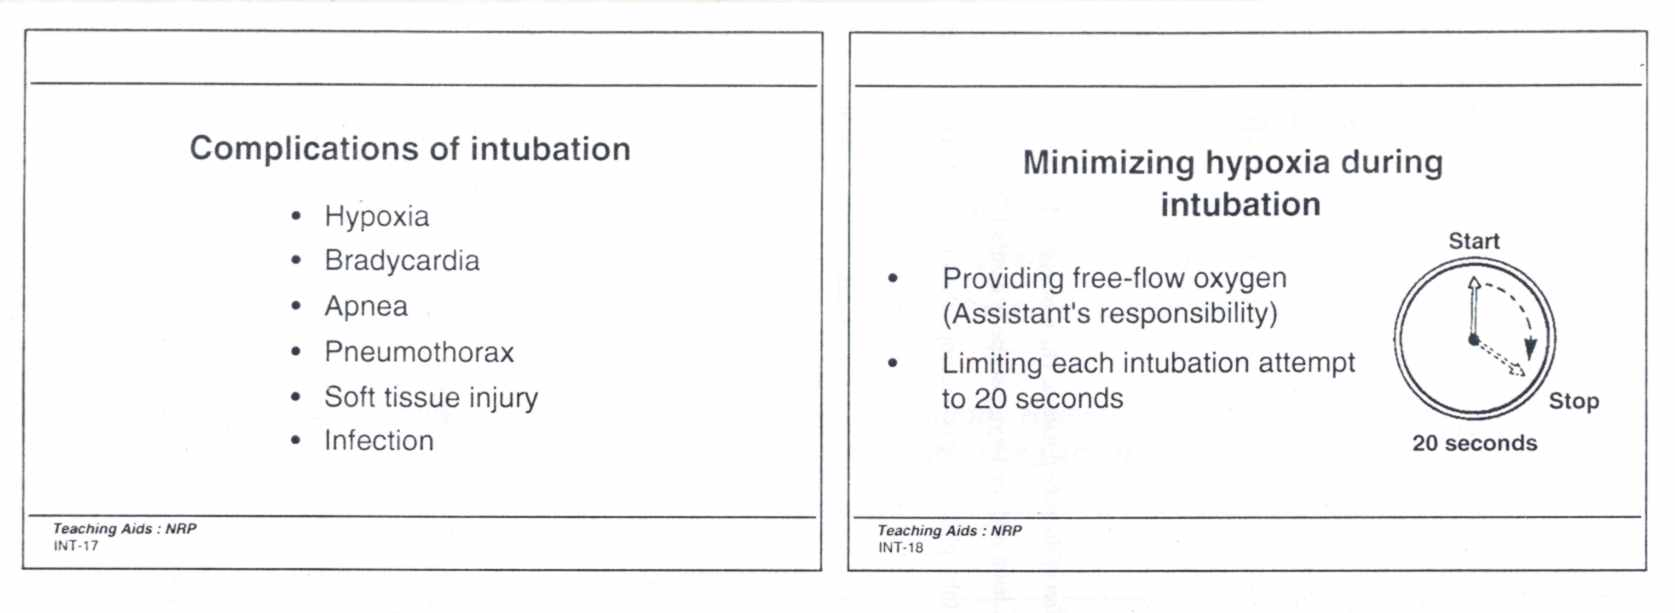 Complications of intubation
• Hypoxia
• Bradycardia
• Apnea
• Pneumothorax
• Soft tissue injury
• Infection
Teaching Aids : NRP
INT-17
Minimizing hypoxia during
intubation
• Providing free-flow oxygen
(Assistant's responsibility)
• Limiting each intubation attempt
to 20 seconds
Start
Stop
20 seconds
Teaching Aids : NRP
INT-18